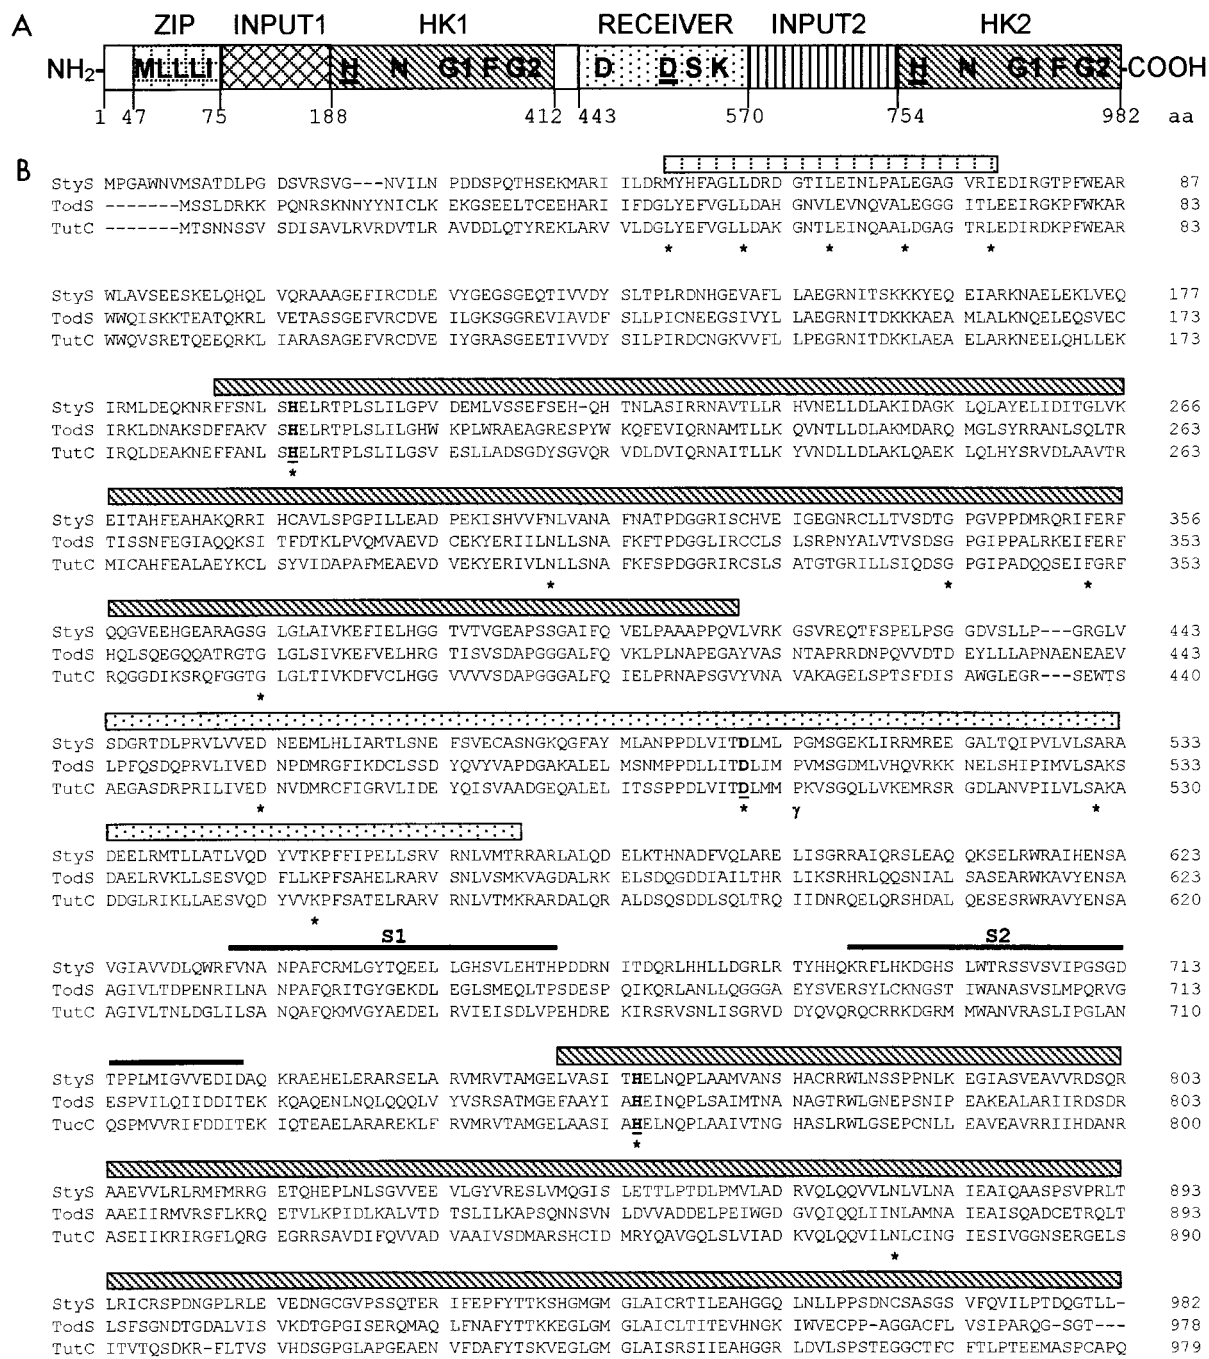 A
ZIP INPUT1 HK1 RECEIVER INPUT2 HK2
NH2- MLLLI H N G1 F G2 D D S K H N G1 F G2 -COOH
1 47 75 188 412 443 570 754 982 aa
B
StyS MPGAWNVMSATDLPG DSVRSVG---NVILN PDDSPQTHSEKMARI ILDRMYHFAGLLDRD GTILEINLPALEGAG VRIEDIRGTPFWEAR 87
TodS -------MSSLDRKK PQNRSKNNYYNICLK EKGSEELTCEEHARI IFDGLYEFVGLLDAH GNVLEVNQVALEGGG ITLEEIRGKPFWKAR 83
TutC -------MTSNNSSV SDISAVLRVRDVTLR AVDDLQTYREKLARV VLDGLYEFVGLLDAK GNTLEINQAALDGAG TRLEDIRDKPFWEAR 83
* * * * *
StyS WLAVSEESKELQHQL VQRAAAGEFIRCDLE VYGEGSGEQTIVVDY SLTPLRDNHGEVAFL LAEGRNITSKKKYEQ EIARKNAELEKLVEQ 177
TodS WWQISKKTEATQKRL VETASSGEFVRCDVE ILGKSGGREVIAVDF SLLPICNEEGSIVYL LAEGRNITDKKKAEA MLALKNQELEQSVEC 173
TutC WWQVSRETQEEQRKL IARASAGEFVRCDVE IYGRASGEETIVVDY SILPIRDCNGKVVFL LPEGRNITDKKLAEA ELARKNEELQHLLEK 173
StyS IRMLDEQKNRFFSNL SHELRTPLSLILGPV DEMLVSSEFSEH-QH TNLASIRRNAVTLLR HVNELLDLAKIDAGK LQLAYELIDITGLVK 266
TodS IRKLDNAKSDFFAKV SHELRTPLSLILGHW KPLWRAEAGRESPYW KQFEVIQRNAMTLLK QVNTLLDLAKMDARQ MGLSYRRANLSQLTR 263
TutC IRQLDEAKNEFFANL SHELRTPLSLILGSV ESLLADSGDYSGVQR VDLDVIQRNAITLLK YVNDLLDLAKLQAEK LQLHYSRVDLAAVTR 263
*
StyS EITAHFEAHAKQRRI HCAVLSPGPILLEAD PEKISHVVFNLVANA FNATPDGGRISCHVE IGEGNRCLLTVSDTG PGVPPDMRQRIFERF 356
TodS TISSNFEGIAQQKSI TFDTKLPVQMVAEVD CEKYERIILNLLSNA FKFTPDGGLIRCCLS LSRPNYALVTVSDSG PGIPPALRKEIFERF 353
TutC MICAHFEALAEYKCL SYVIDAPAFMEAEVD VEKYERIVLNLLSNA FKFSPDGGRIRCSLS ATGTGRILLSIQDSG PGIPADQQSEIFGRF 353
* * *
StyS QQGVEEHGEARAGSG LGLAIVKEFIELHGG TVTVGEAPSSGAIFQ VELPAAAPPQVLVRK GSVREQTFSPELPSG GDVSLLP---GRGLV 443
TodS HQLSQEGQQATRGTG LGLSIVKEFVELHRG TISVSDAPGGGALFQ VKLPLNAPEGAYVAS NTAPRRDNPQVVDTD EYLLLAPNAENEAEV 443
TutC RQGGDIKSRQFGGTG LGLTIVKDFVCLHGG VVVVSDAPGGGALFQ IELPRNAPSGVYVNA VAKAGELSPTSFDIS AWGLEGR---SEWTS 440
*
StyS SDGRTDLPRVLVVED NEEMLHLIARTLSNE FSVECASNGKQGFAY MLANPPDLVITDLML PGMSGEKLIRRMREE GALTQIPVLVLSARA 533
TodS LPFQSDQPRVLIVED NPDMRGFIKDCLSSD YQVYVAPDGAKALEL MSNMPPDLLITDLIM PVMSGDMLVHQVRKK NELSHIPIMVLSAKS 533
TutC AEGASDRPRILIVED NVDMRCFIGRVLIDE YQISVAADGEQALEL ITSSPPDLVITDLMM PKVSGQLLVKEMRSR GDLANVPILVLSAKA 530
* * γ *
StyS DEELRMTLLATLVQD YVTKPFFIPELLSRV RNLVMTRRARLALQD ELKTHNADFVQLARE LISGRRAIQRSLEAQ QKSELRWRAIHENSA 623
TodS DAELRVKLLSESVQD FLLKPFSAHELRARV SNLVSMKVAGDALRK ELSDQGDDIAILTHR LIKSRHRLQQSNIAL SASEARWKAVYENSA 623
TutC DDGLRIKLLAESVQD YVVKPFSATELRARV RNLVTMKRARDALQR ALDSQSDDLSQLTRQ IIDNRQELQRSHDAL QESESRWRAVYENSA 620
*
S1 S2
StyS VGIAVVDLQWRFVNA NPAFCRMLGYTQEEL LGHSVLEHTHPDDRN ITDQRLHHLLDGRLR TYHHQKRFLHKDGHS LWTRSSVSVIPGSGD 713
TodS AGIVLTDPENRILNA NPAFQRITGYGEKDL EGLSMEQLTPSDESP QIKQRLANLLQGGGA EYSVERSYLCKNGST IWANASVSLMPQRVG 713
TutC AGIVLTNLDGLILSA NQAFQKMVGYAEDEL RVIEISDLVPEHDRE KIRSRVSNLISGRVD DYQVQRQCRRKDGRM MWANVRASLIPGLAN 710
StyS TPPLMIGVVEDIDAQ KRAEHELERARSELA RVMRVTAMGELVASI THELNQPLAAMVANS HACRRWLNSSPPNLK EGIASVEAVVRDSQR 803
TodS ESPVILQIIDDITEK KQAQENLNQLQQQLV YVSRSATMGEFAAYI AHEINQPLSAIMTNA NAGTRWLGNEPSNIP EAKEALARIIRDSDR 803
TucC QSPMVVRIFDDITEK IQTEAELARAREKLF RVMRVTAMGELAASI AHELNQPLAAIVTNG HASLRWLGSEPCNLL EAVEAVRRIIHDANR 800
*
StyS AAEVVLRLRMFMRRG ETQHEPLNLSGVVEE VLGYVRESLVMQGIS LETTLPTDLPMVLAD RVQLQQVVLNLVLNA IEAIQAASPSVPRLT 893
TodS AAEIIRMVRSFLKRQ ETVLKPIDLKALVTD TSLILKAPSQNNSVN LDVVADDELPEIWGD GVQIQQLIINLAMNA IEAISQADCETRQLT 893
TutC ASEIIKRIRGFLQRG EGRRSAVDIFQVVAD VAAIVSDMARSHCID MRYQAVGQLSLVIAD KVQLQQVILNLCING IESIVGGNSERGELS 890
*
StyS LRICRSPDNGPLRLE VEDNGCGVPSSQTER IFEPFYTTKSHGMGM GLAICRTILEAHGGQ LNLLPPSDNCSASGS VFQVILPTDQGTLL- 982
TodS LSFSGNDTGDALVIS VKDTGPGISERQMAQ LFNAFYTTKKEGLGM GLAICLTITEVHNGK IWVECPP-AGGACFL VSIPARQG-SGT--- 978
TutC ITVTQSDKR-FLTVS VHDSGPGLAPGEAEN VFDAFYTSKVEGLGM GLAISRSIIEAHGGR LDVLSPSTEGGCTFC FTLPTEEMASPCAPQ 979